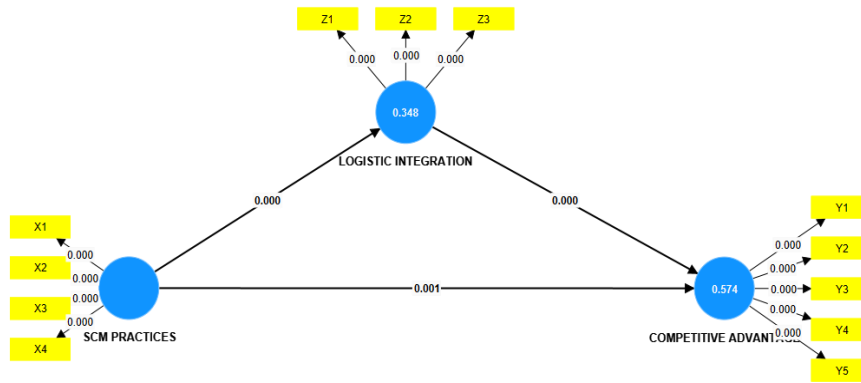 Z1 Z2 Z3
0.000 0.000 0.000
0.348
LOGISTIC INTEGRATION
0.000 0.000
X1
0.000
X2
0.000
X3
0.000
X4
SCM PRACTICES
0.001
0.574
COMPETITIVE ADVANTAGE
Y1
0.000
Y2
0.000
Y3
0.000
Y4
0.000
Y5
0.000